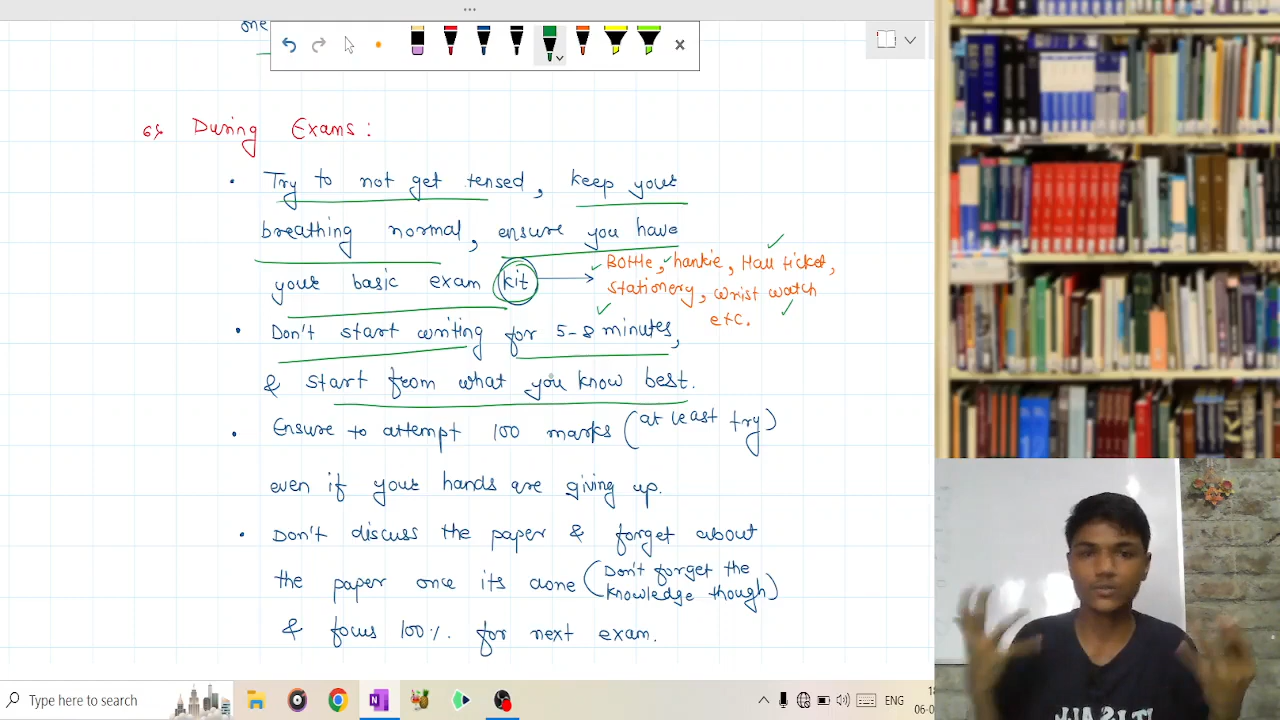 one
6) During Exams:
• Try to not get tensed, keep your
breathing normal, ensure you have
your basic exam kit → Bottle, hankie, Hall ticket,
stationery, wrist watch
etc.
• Don't start writing for 5-8 minutes,
& start from what you know best.
• Ensure to attempt 100 marks (at least try)
even if your hands are giving up.
• Don't discuss the paper & forget about
the paper once its done (Don't forget the
knowledge though)
& focus 100%. for next exam.
Type here to search
ENG